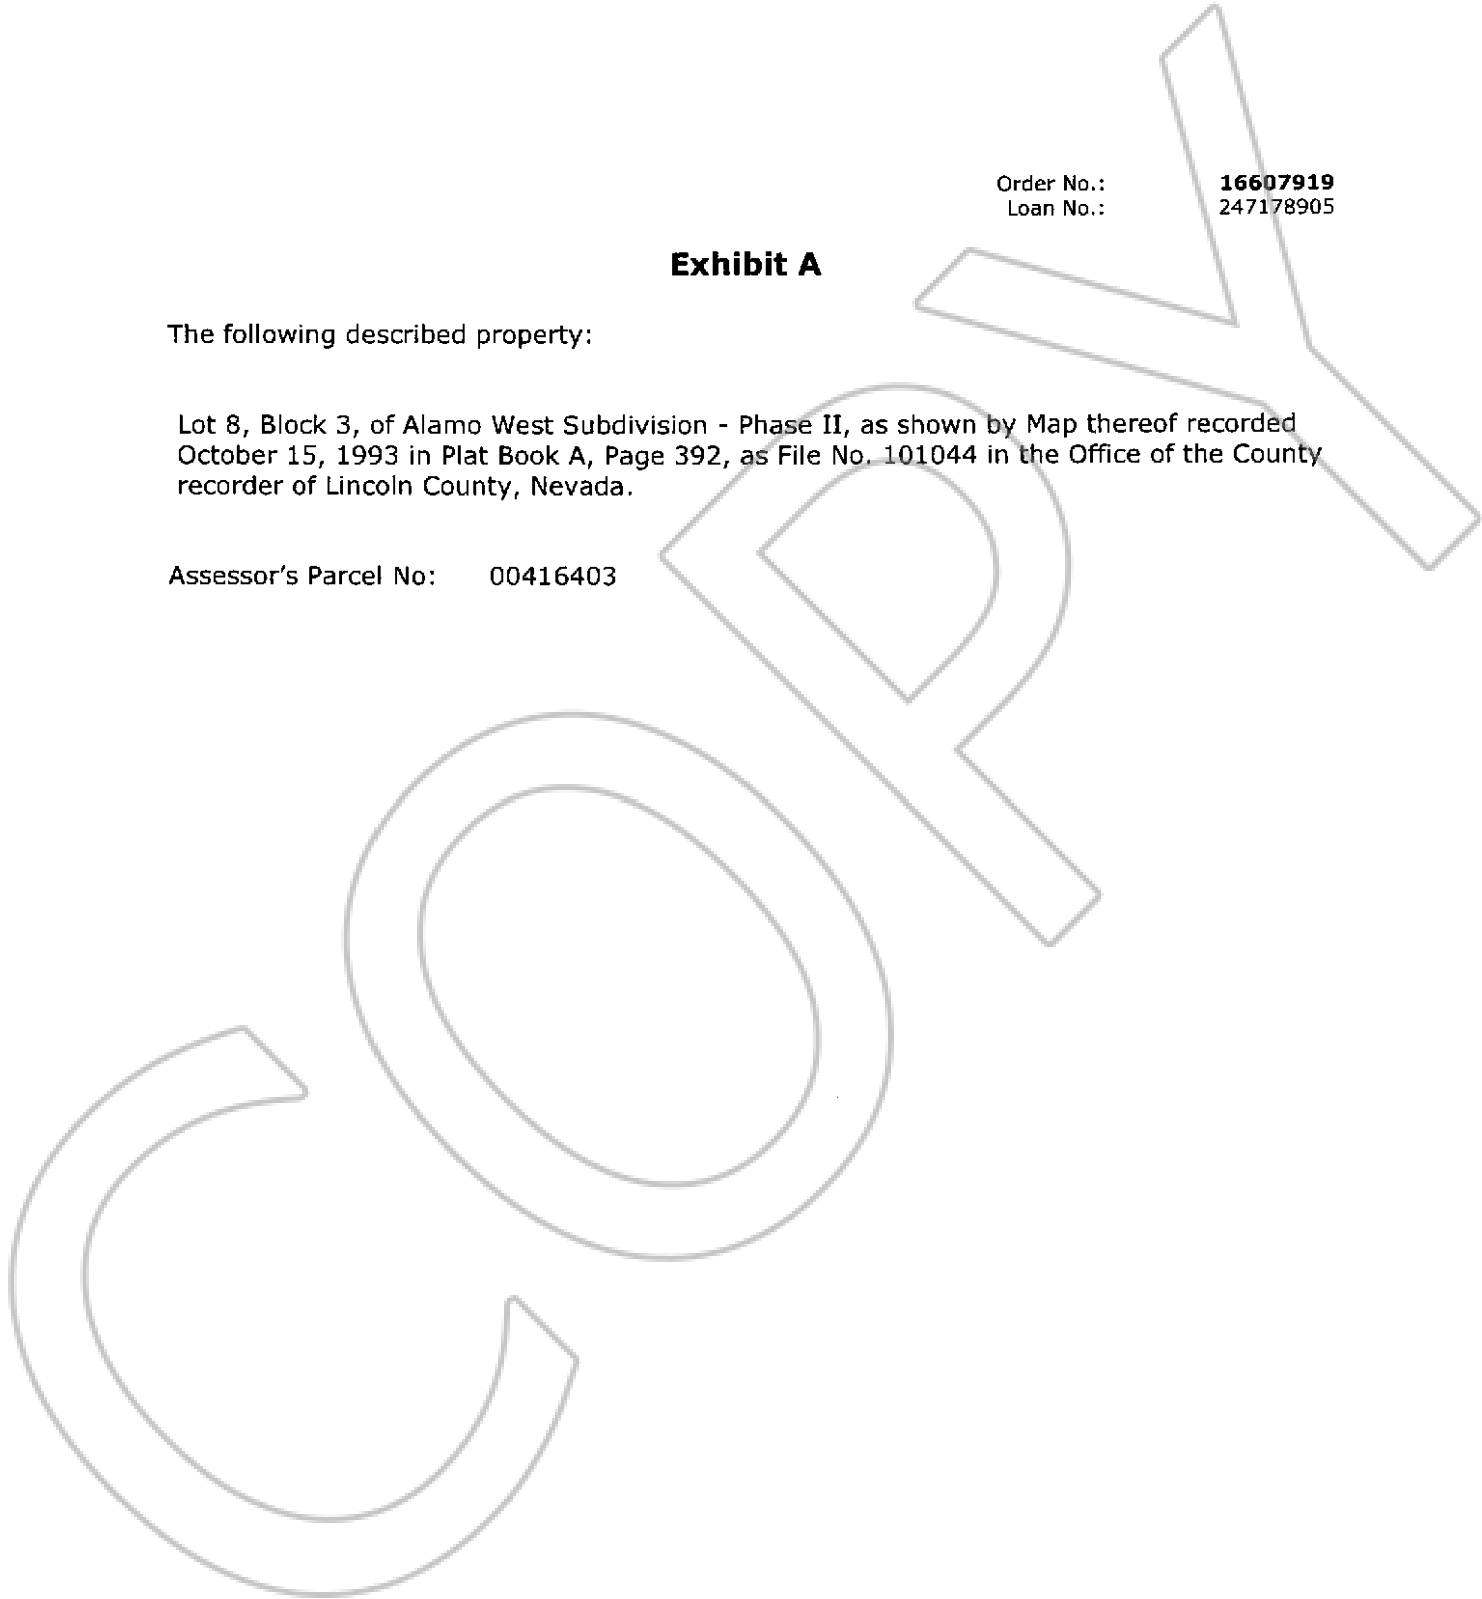 Order No.: 16607919
Loan No.: 247178905
Exhibit A
The following described property:
Lot 8, Block 3, of Alamo West Subdivision - Phase II, as shown by Map thereof recorded
October 15, 1993 in Plat Book A, Page 392, as File No. 101044 in the Office of the County
recorder of Lincoln County, Nevada.
Assessor's Parcel No: 00416403
COPY